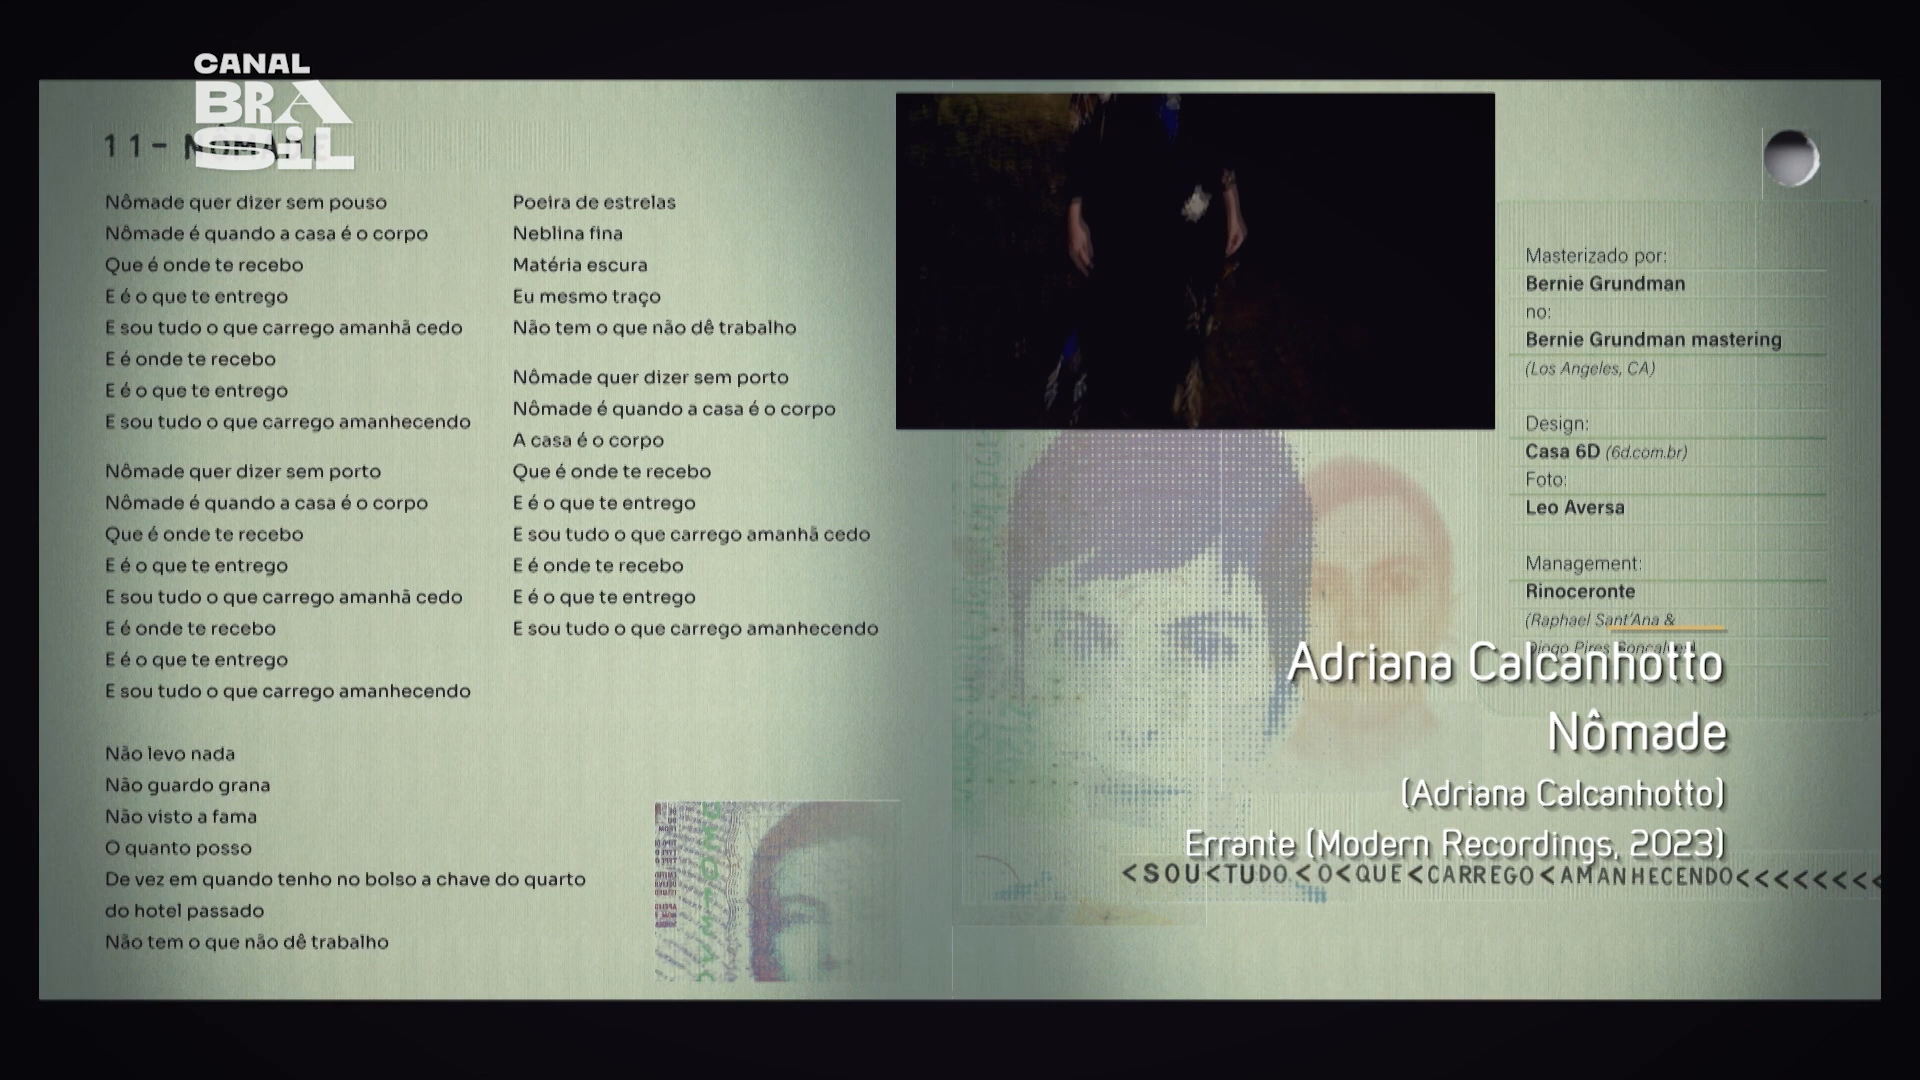 CANAL
BRASIL
11- NÔMADE
Nômade quer dizer sem pouso
Nômade é quando a casa é o corpo
Que é onde te recebo
E é o que te entrego
E sou tudo o que carrego amanhã cedo
E é onde te recebo
E é o que te entrego
E sou tudo o que carrego amanhecendo
Nômade quer dizer sem porto
Nômade é quando a casa é o corpo
Que é onde te recebo
E é o que te entrego
E sou tudo o que carrego amanhã cedo
E é onde te recebo
E é o que te entrego
E sou tudo o que carrego amanhecendo
Não levo nada
Não guardo grana
Não visto a fama
O quanto posso
De vez em quando tenho no bolso a chave do quarto
do hotel passado
Não tem o que não dê trabalho
Poeira de estrelas
Neblina fina
Matéria escura
Eu mesmo traço
Não tem o que não dê trabalho
Nômade quer dizer sem porto
Nômade é quando a casa é o corpo
A casa é o corpo
Que é onde te recebo
E é o que te entrego
E sou tudo o que carrego amanhã cedo
E é onde te recebo
E é o que te entrego
E sou tudo o que carrego amanhecendo
Masterizado por:
Bernie Grundman
no:
Bernie Grundman mastering
(Los Angeles, CA)
Design:
Casa 6D (6d.com.br)
Foto:
Leo Aversa
Management:
Rinoceronte
(Raphael Sant'Ana &
Diogo Pires Gonçalves)
Adriana Calcanhotto
Nômade
(Adriana Calcanhotto)
Errante (Modern Recordings, 2023)
<SOU<TUDO<O<QUE<CARREGO<AMANHECENDO<<<<<<<<